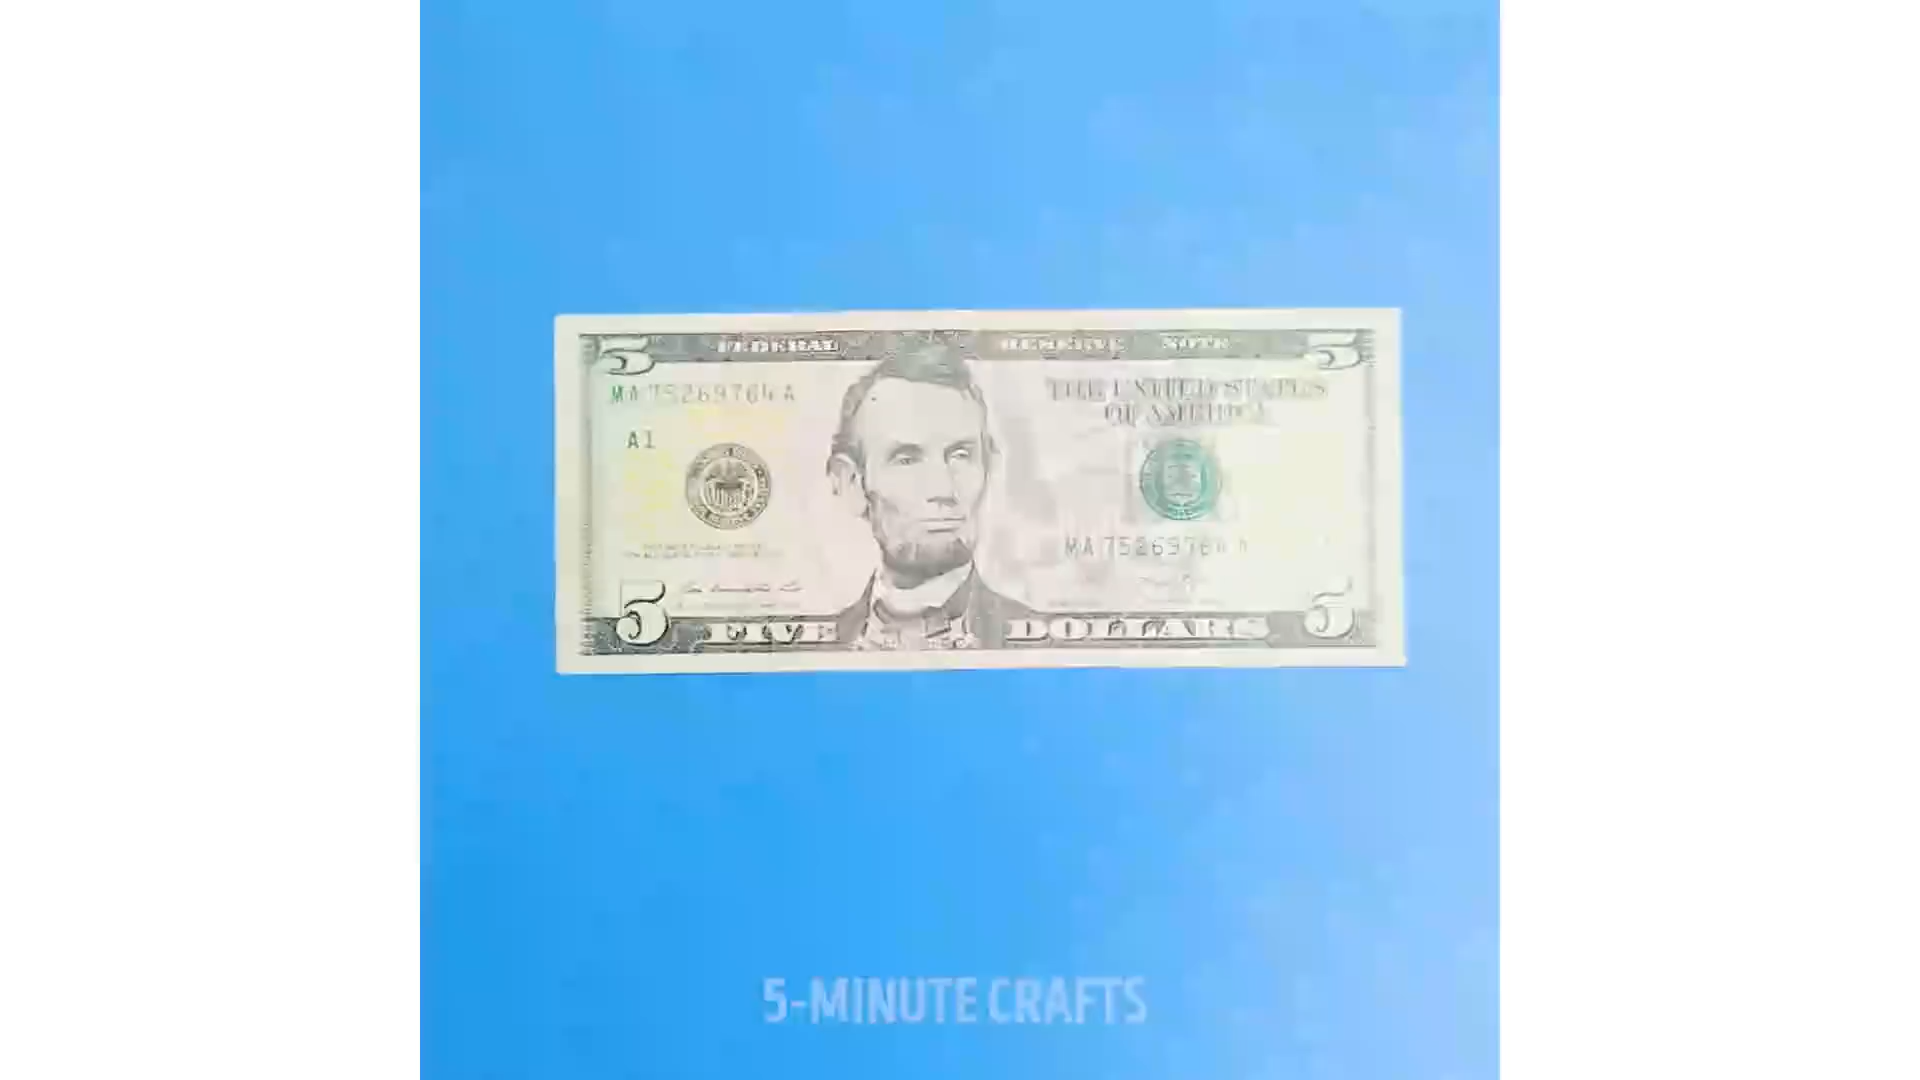 5 FEDERAL RESERVE NOTE 5
MA 75269764 A
THE UNITED STATES
OF AMERICA
A1
MA 75269764 A
5 FIVE DOLLARS 5
5-MINUTE CRAFTS